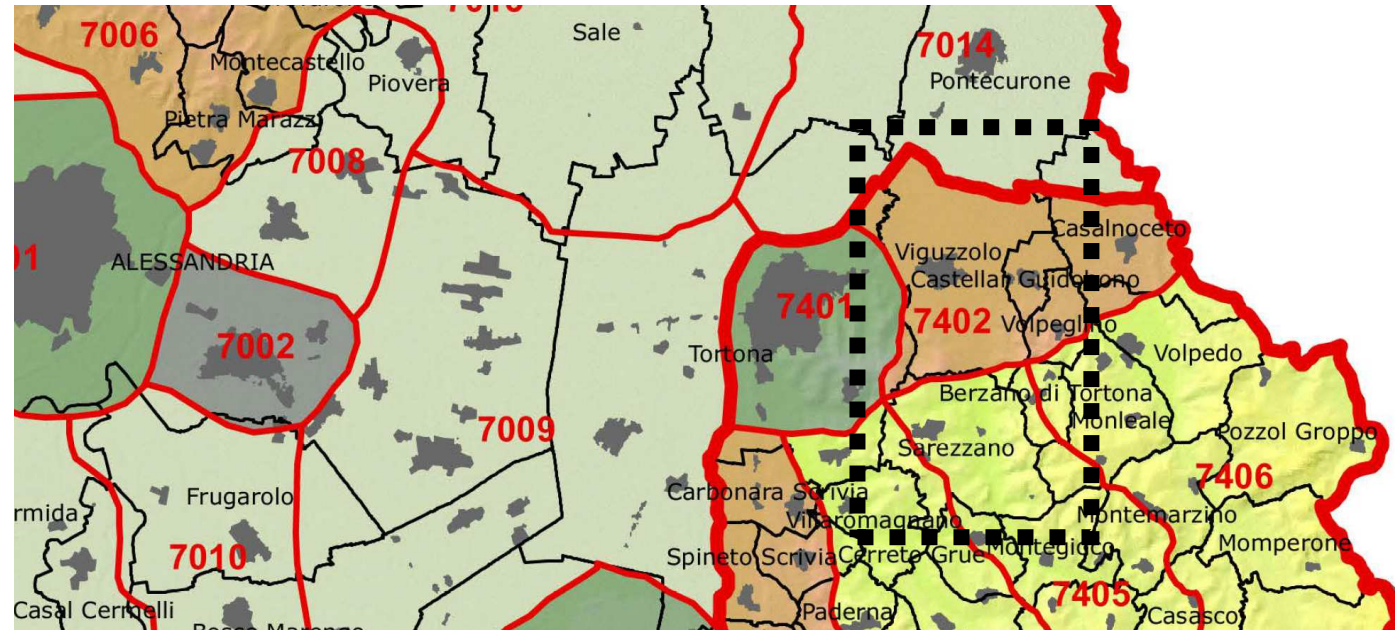 7006
Sale
7014
Montecastello
Piovera
Pontecurone
Pietra Marazzi
7008
Casalnoceto
Viguzzolo
ALESSANDRIA
Castellar Guidobono
7401
7402
Volpeglino
7002
Tortona
Volpedo
Berzano di Tortona
Monleale
7009
Pozzol Groppo
Sarezzano
7406
Frugarolo
Carbonara Scrivia
Villaromagnano
Montemarzino
7010
Spineto Scrivia
Cerreto Grue
Montegioco
Momperone
7405
Casal Cermelli
Paderna
Casasco